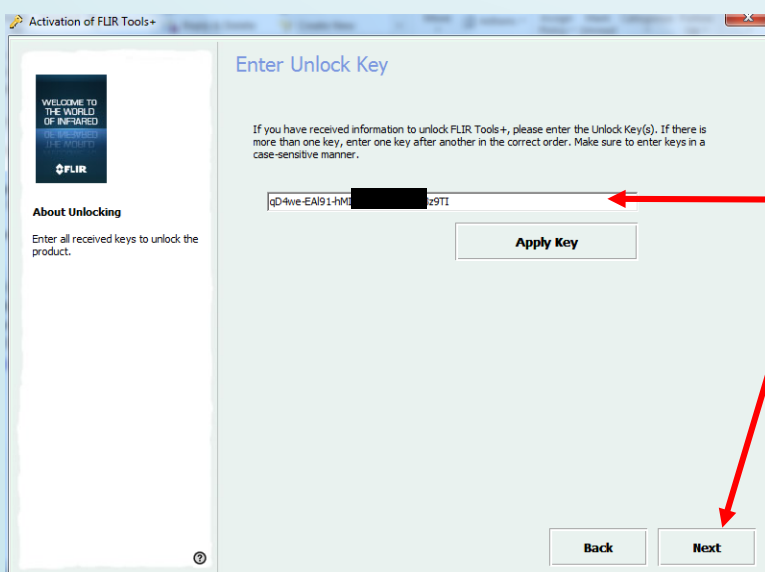 Activation of FLIR Tools+
WELCOME TO
THE WORLD
OF INFRARED
FLIR
About Unlocking
Enter all received keys to unlock the
product.
Enter Unlock Key
If you have received information to unlock FLIR Tools+, please enter the Unlock Key(s). If there is
more than one key, enter one key after another in the correct order. Make sure to enter keys in a
case-sensitive manner.
qD4we-EAl91-hM z9TI
Apply Key
Back
Next